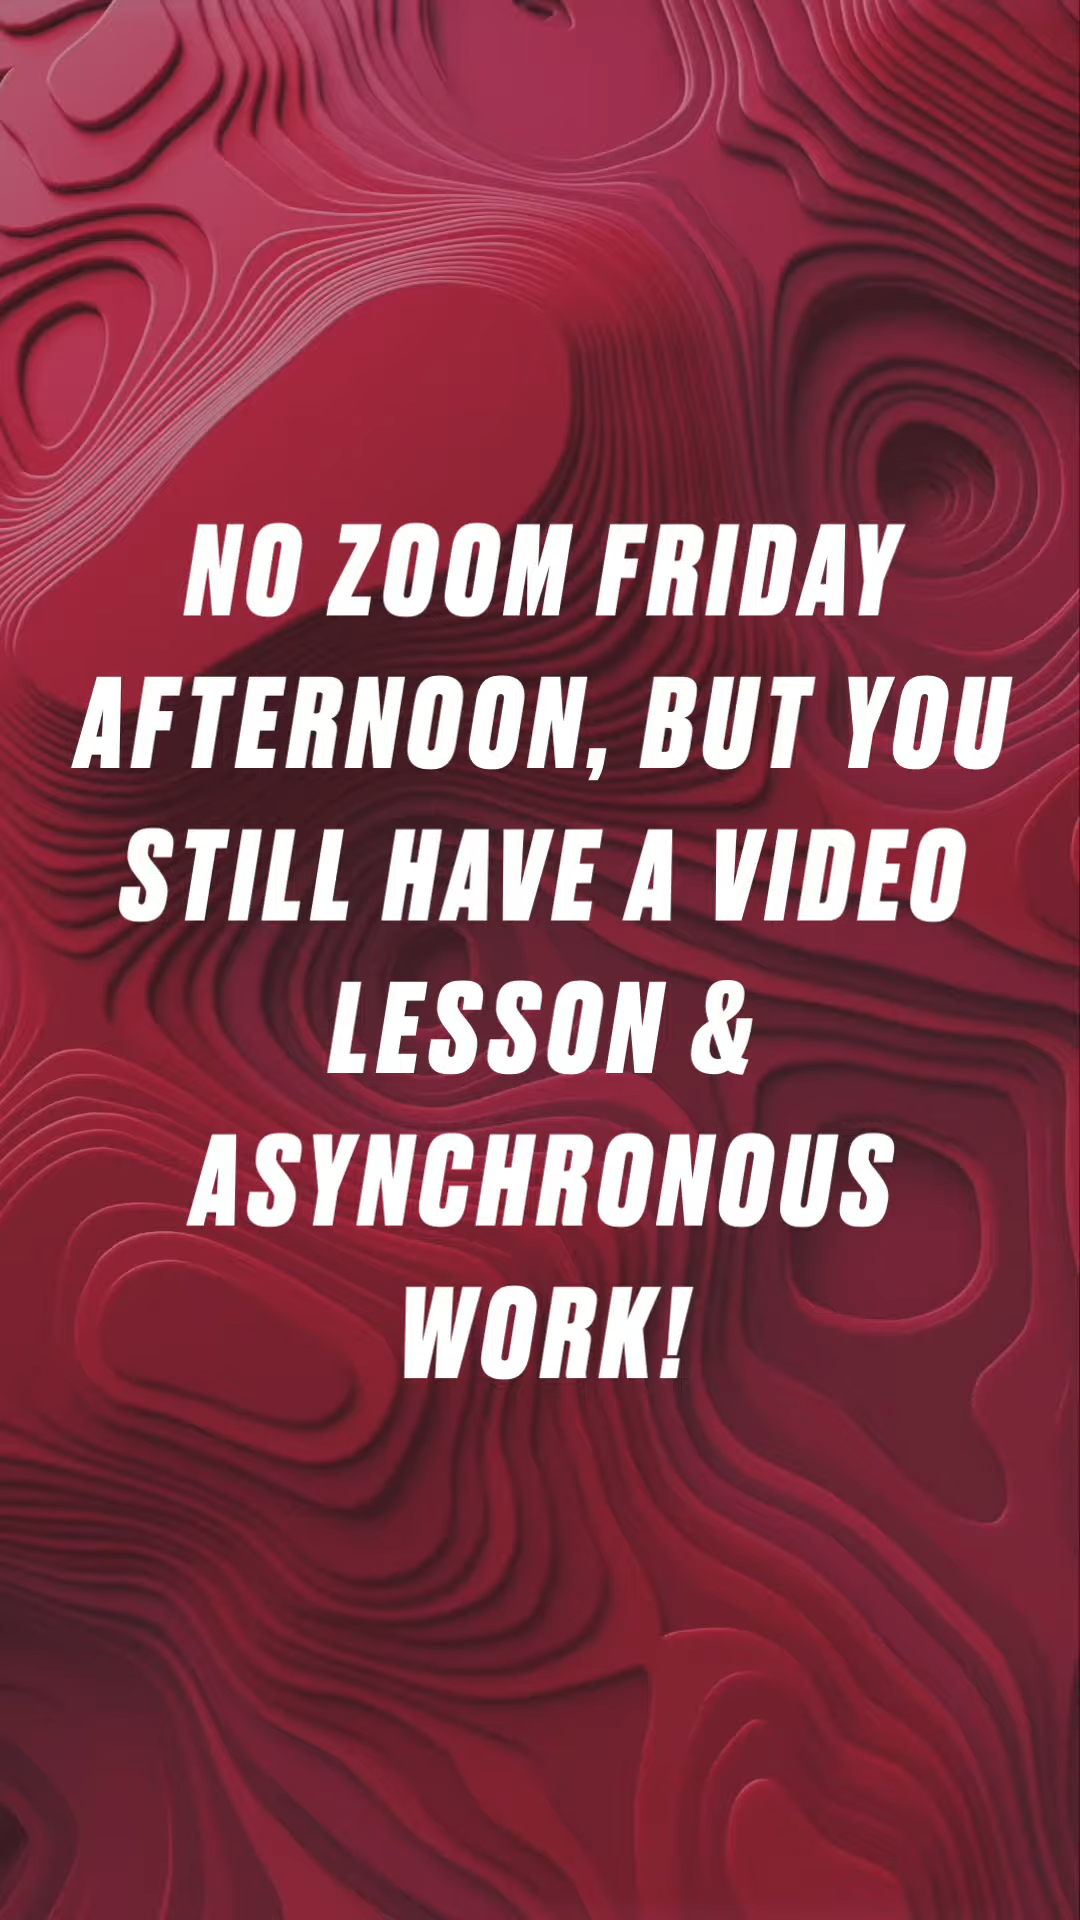 NO ZOOM FRIDAY
AFTERNOON, BUT YOU
STILL HAVE A VIDEO
LESSON &
ASYNCHRONOUS
WORK!